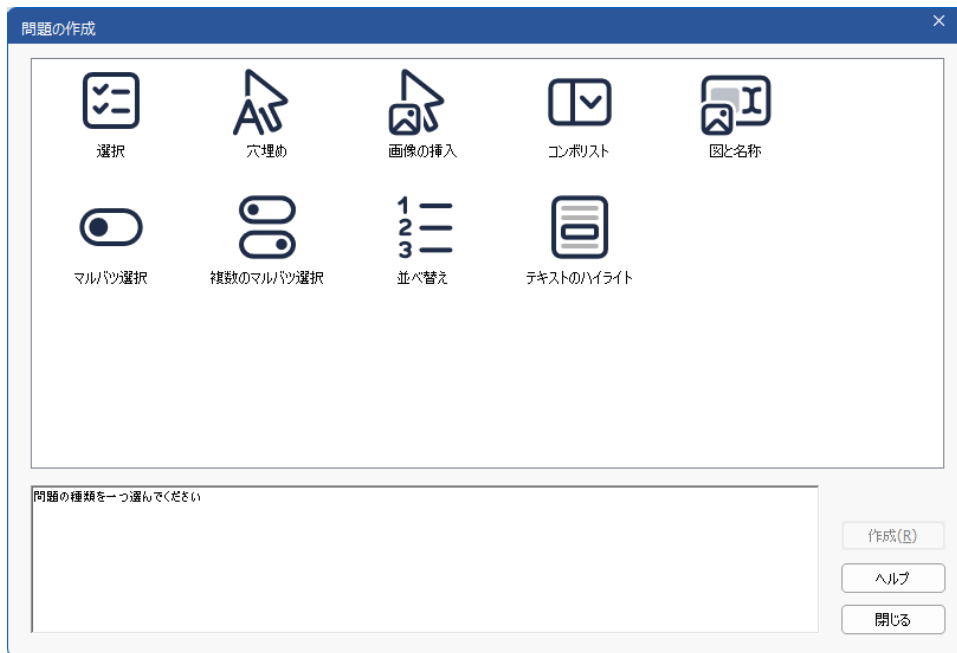 問題の作成
選択
穴埋め
画像の挿入
コンボリスト
図と名称
マルバツ選択
複数のマルバツ選択
並べ替え
テキストのハイライト
問題の種類を一つ選んでください
作成(R)
ヘルプ
閉じる